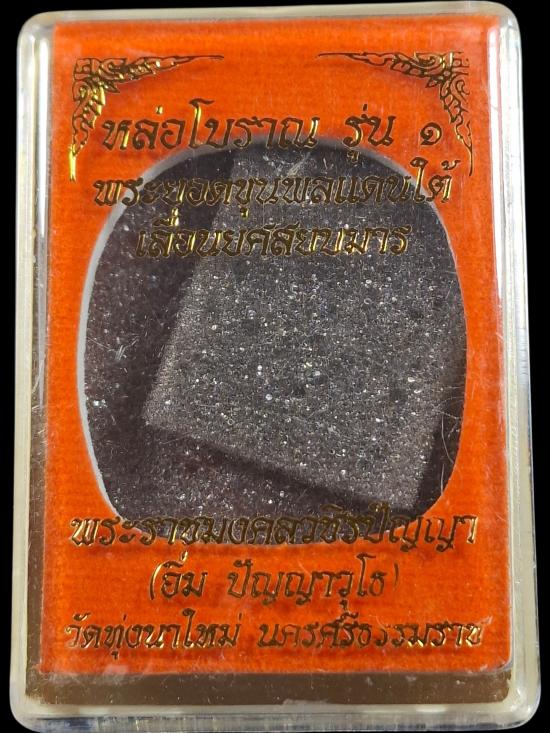 หล่อโบราณ รุ่น ๑
พระยอดขุนพลแดนใต้
เลื่อนยศสยบมาร
พระราชมงคลวชิรปัญญา
(อิ่ม ปัญญาวุโธ)
วัดทุ่งนาใหม่ นครศรีธรรมราช